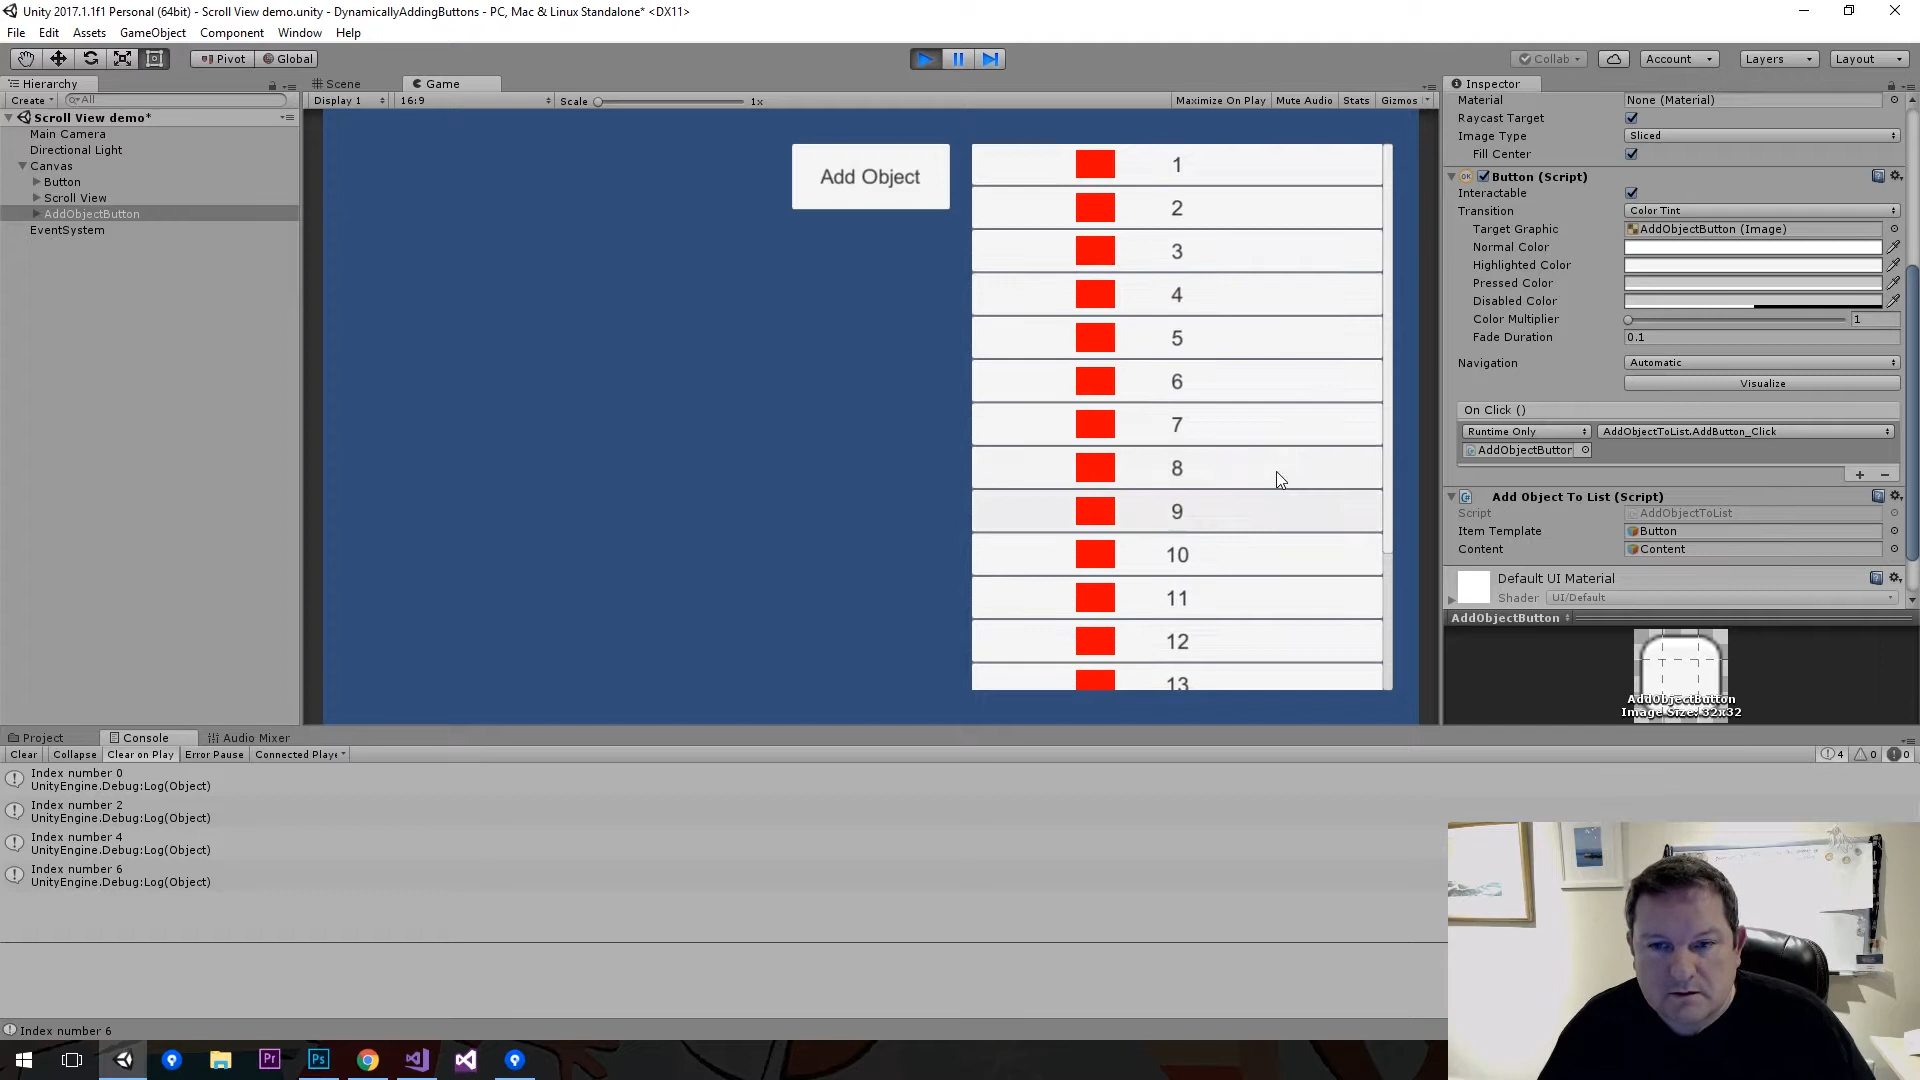 Unity 2017.1.1f1 Personal (64bit) - Scroll View demo.unity - DynamicallyAddingButtons - PC, Mac & Linux Standalone* <DX11>
File Edit Assets GameObject Component Window Help
Pivot Global Collab Account Layers Layout
Hierarchy Scene Game Inspector
Create All Display 1 16:9 Scale 1x Maximize On Play Mute Audio Stats Gizmos
Scroll View demo*
Main Camera
Directional Light
Canvas
Button
Scroll View
AddObjectButton
EventSystem
Add Object
1
2
3
4
5
6
7
8
9
10
11
12
13
Material None (Material)
Raycast Target
Image Type Sliced
Fill Center
Button (Script)
Interactable
Transition Color Tint
Target Graphic AddObjectButton (Image)
Normal Color
Highlighted Color
Pressed Color
Disabled Color
Color Multiplier 1
Fade Duration 0.1
Navigation Automatic
Visualize
On Click ()
Runtime Only AddObjectToList.AddButton_Click
AddObjectButtor
Add Object To List (Script)
Script AddObjectToList
Item Template Button
Content Content
Default UI Material
Shader UI/Default
AddObjectButton
AddObjectButton
Image Size: 32x32
Project Console Audio Mixer
Clear Collapse Clear on Play Error Pause Connected Playe 4 0 0
Index number 0
UnityEngine.Debug:Log(Object)
Index number 2
UnityEngine.Debug:Log(Object)
Index number 4
UnityEngine.Debug:Log(Object)
Index number 6
UnityEngine.Debug:Log(Object)
Index number 6
Pr Ps